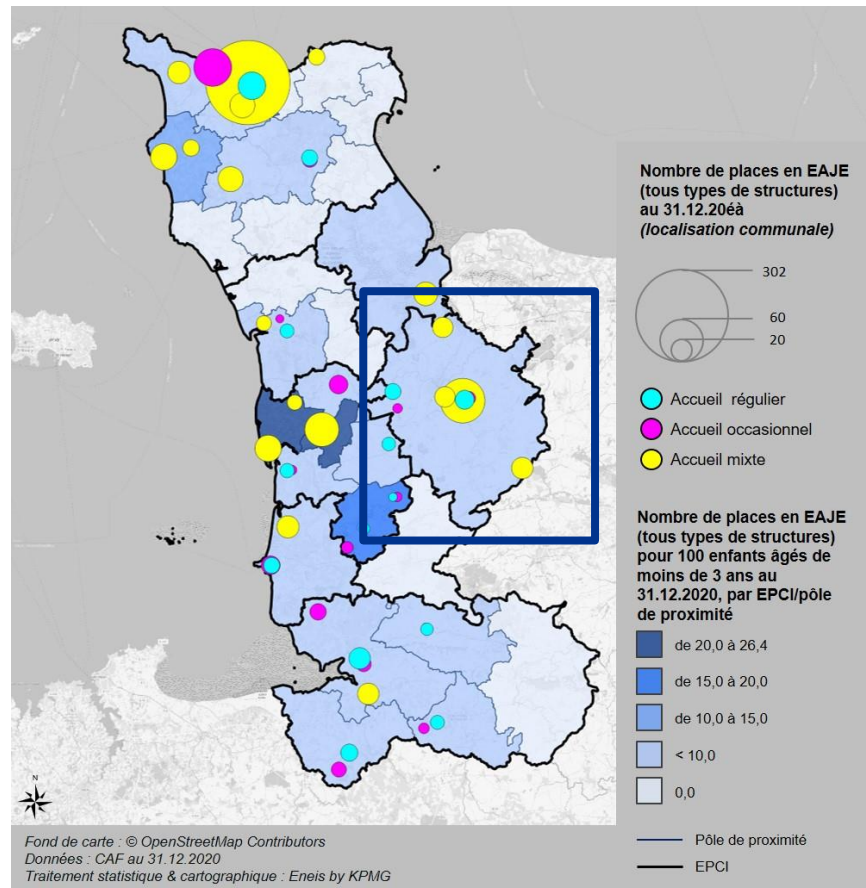 Nombre de places en EAJE
(tous types de structures)
au 31.12.20éà
(localisation communale)
302
60
20
Accueil régulier
Accueil occasionnel
Accueil mixte
Nombre de places en EAJE
(tous types de structures)
pour 100 enfants âgés de
moins de 3 ans au
31.12.2020, par EPCI/pôle
de proximité
de 20,0 à 26,4
de 15,0 à 20,0
de 10,0 à 15,0
< 10,0
0,0
Pôle de proximité
EPCI
N
Fond de carte : © OpenStreetMap Contributors
Données : CAF au 31.12.2020
Traitement statistique & cartographique : Eneis by KPMG